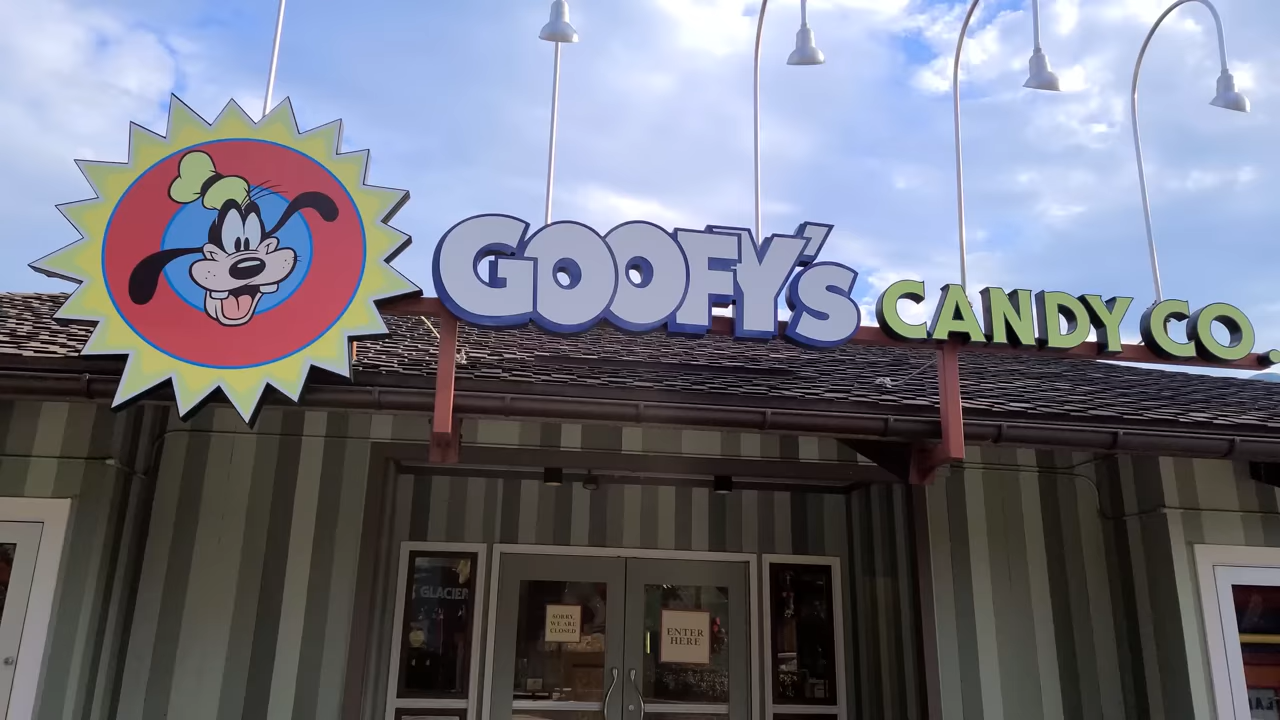 GOOFY'S CANDY CO.
GLACIER
SORRY,
WE ARE
CLOSED
ENTER
HERE